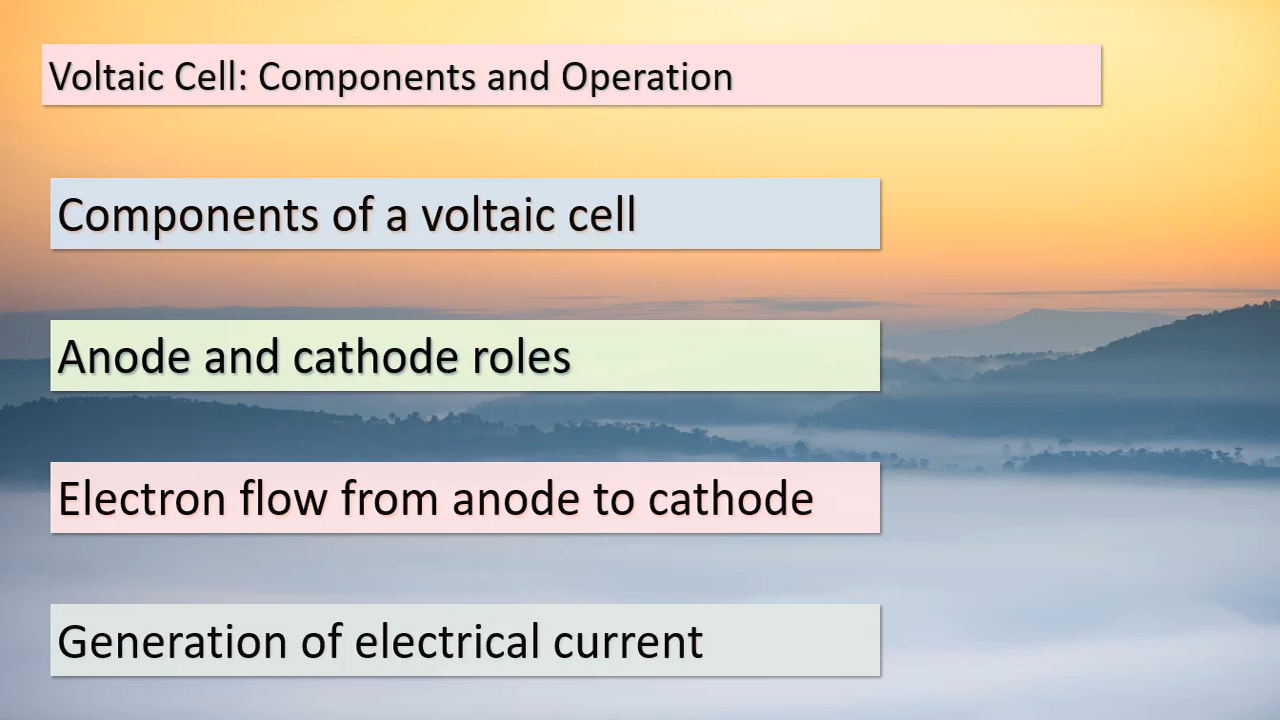 Voltaic Cell: Components and Operation
Components of a voltaic cell
Anode and cathode roles
Electron flow from anode to cathode
Generation of electrical current